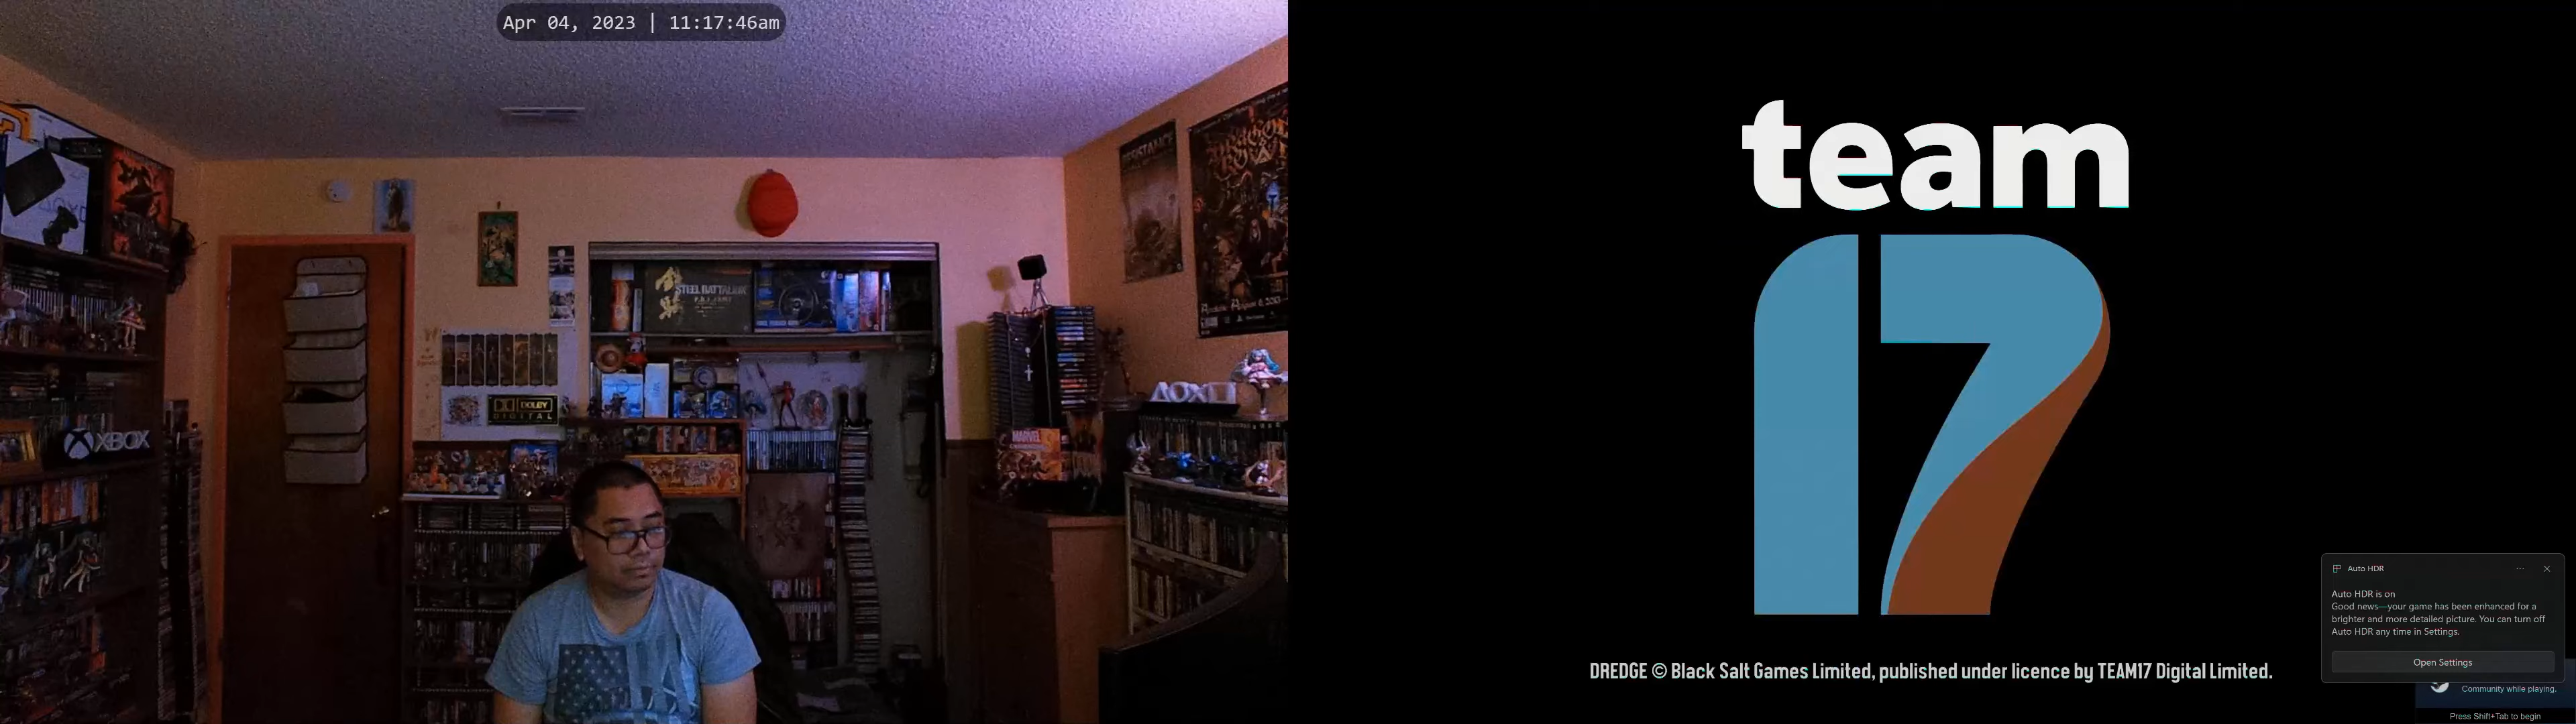 Apr 04, 2023 | 11:17:46am
RESISTANCE
STEEL BATTALION
DOLBY
DIGITAL
XBOX
MARVEL
team
17
DREDGE © Black Salt Games Limited, published under licence by TEAM17 Digital Limited.
Auto HDR
Auto HDR is on
Good news—your game has been enhanced for a
brighter and more detailed picture. You can turn off
Auto HDR any time in Settings.
Open Settings
Community while playing.
Press Shift+Tab to begin